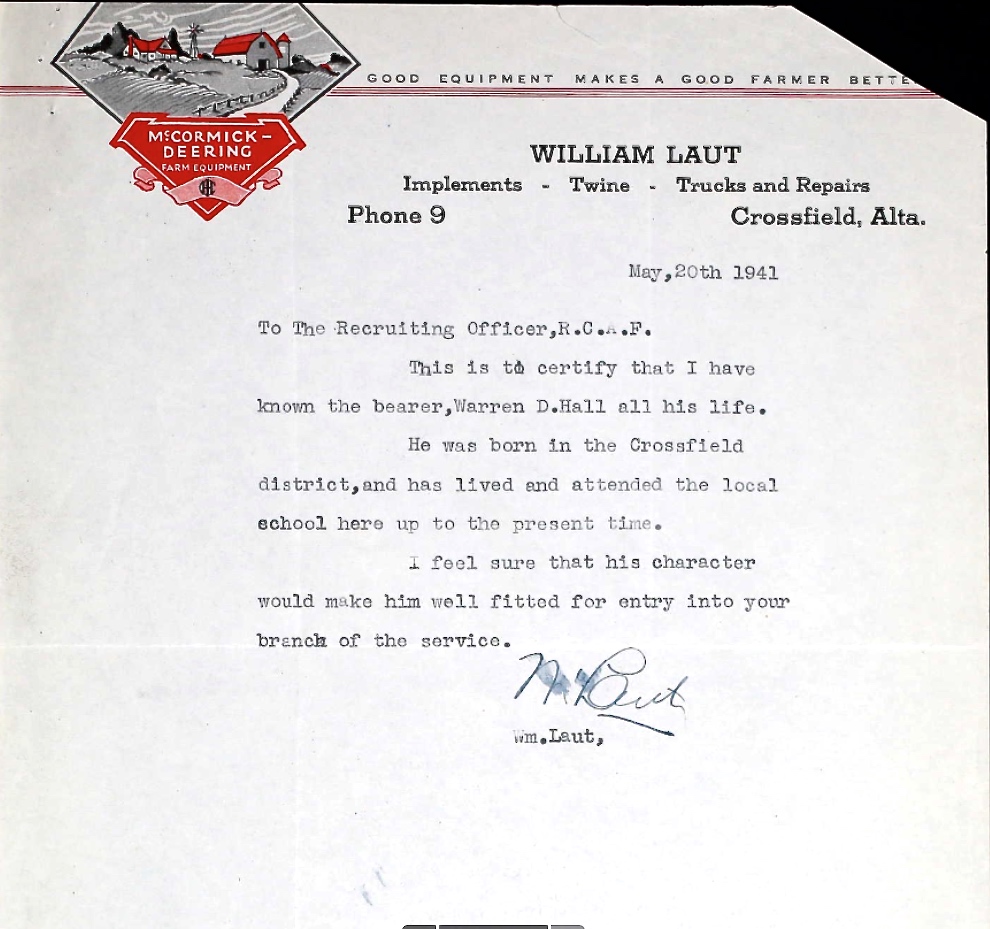 GOOD EQUIPMENT MAKES A GOOD FARMER BETTE
McCORMICK-
DEERING
FARM EQUIPMENT
IHC
WILLIAM LAUT
Implements - Twine - Trucks and Repairs
Phone 9 Crossfield, Alta.
May,20th 1941
To The Recruiting Officer,R.C.A.F.
This is to certify that I have
known the bearer,Warren D.Hall all his life.
He was born in the Crossfield
district,and has lived and attended the local
school here up to the present time.
I feel sure that his character
would make him well fitted for entry into your
branch of the service.
Wm Laut
Wm.Laut,